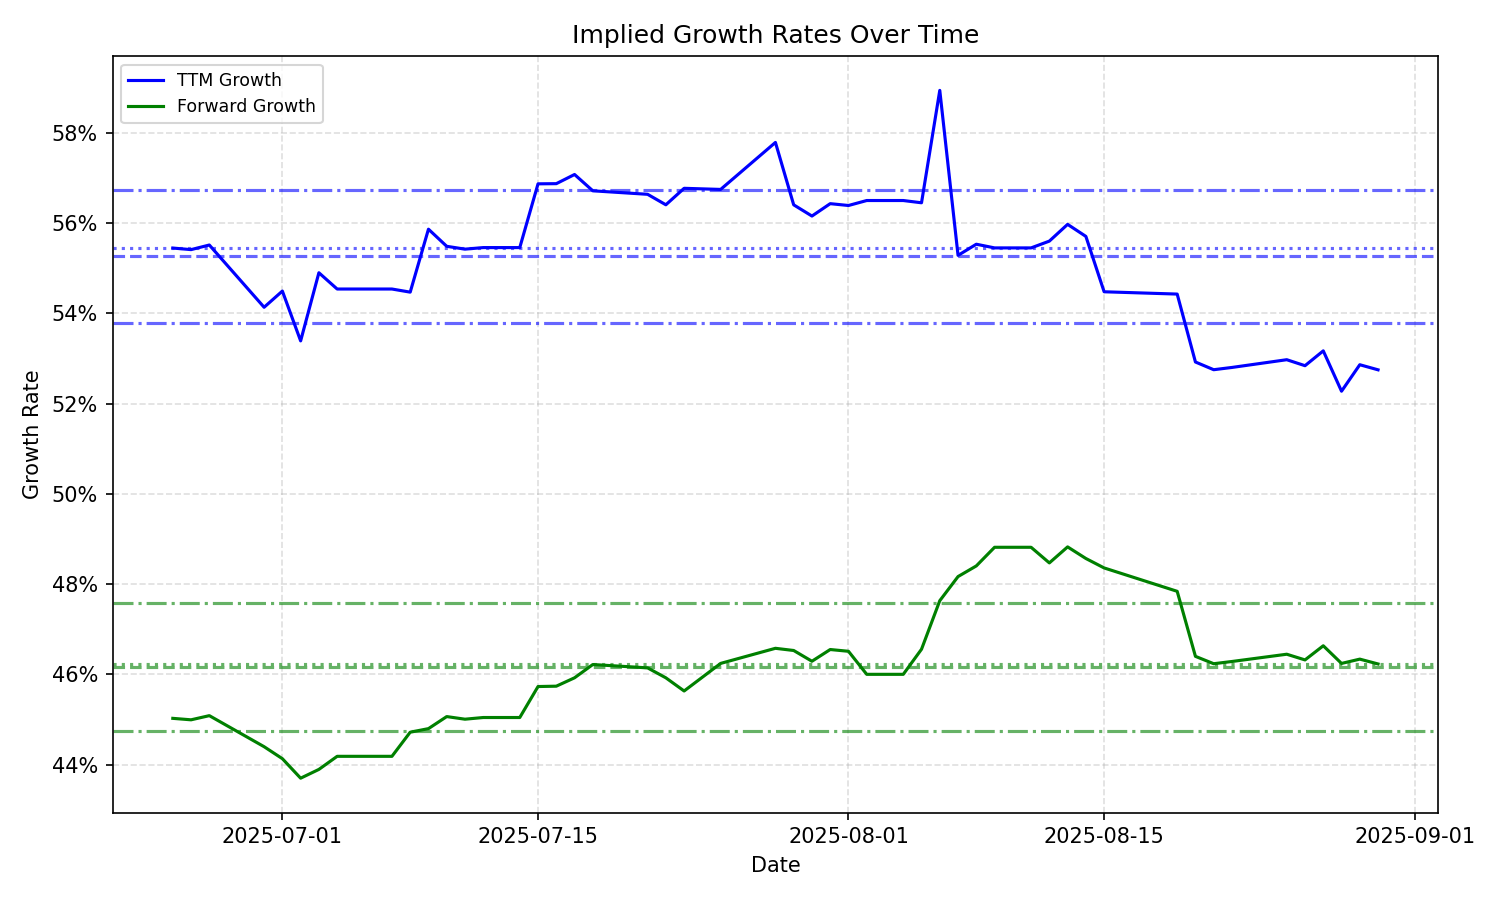 Implied Growth Rates Over Time
TTM Growth
Forward Growth
58%
56%
54%
52%
50%
48%
46%
44%
Growth Rate
2025-07-01
2025-07-15
2025-08-01
2025-08-15
2025-09-01
Date